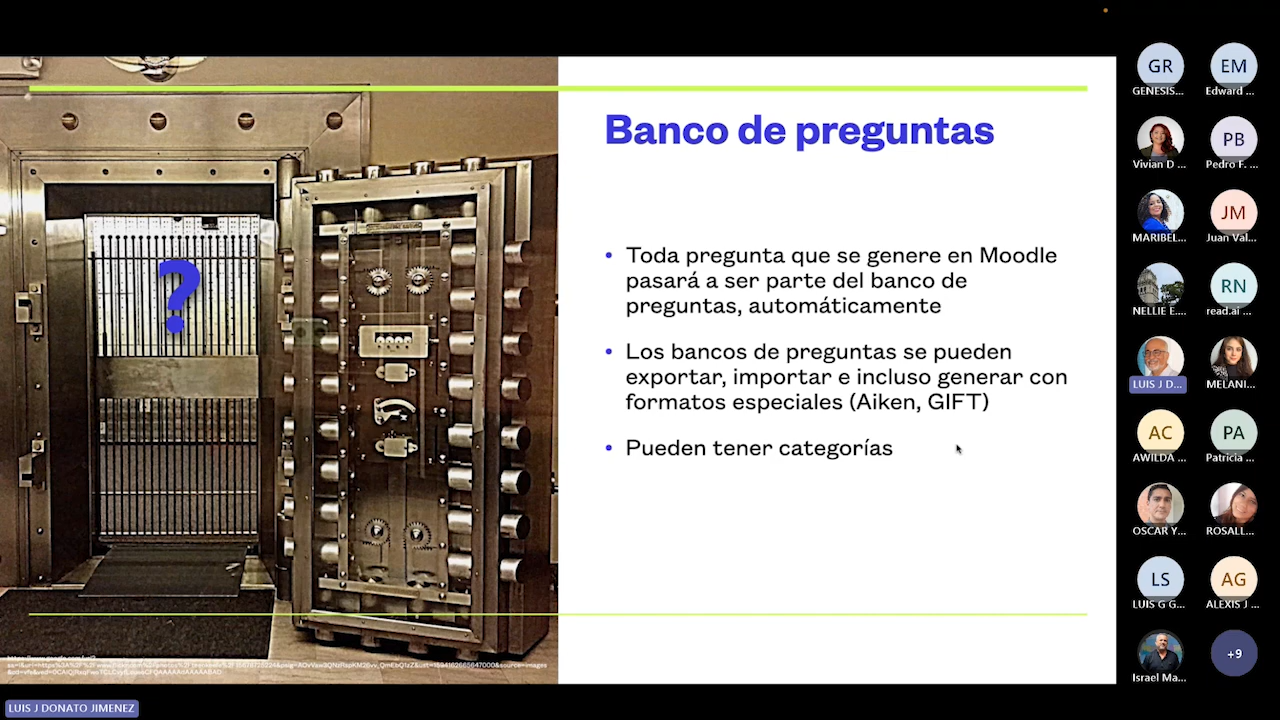 Banco de preguntas
?
• Toda pregunta que se genere en Moodle
pasará a ser parte del banco de
preguntas, automáticamente
• Los bancos de preguntas se pueden
exportar, importar e incluso generar con
formatos especiales (Aiken, GIFT)
• Pueden tener categorías
GR
GENESIS...
EM
Edward ...
Vivian D ...
PB
Pedro F. ...
MARIBEL...
JM
Juan Val...
NELLIE E....
RN
read.ai ...
LUIS J D...
MELANI...
AC
AWILDA ...
PA
Patricia ...
OSCAR Y...
ROSALL...
LS
LUIS G G...
AG
ALEXIS J ...
Israel Ma...
+9
LUIS J DONATO JIMENEZ